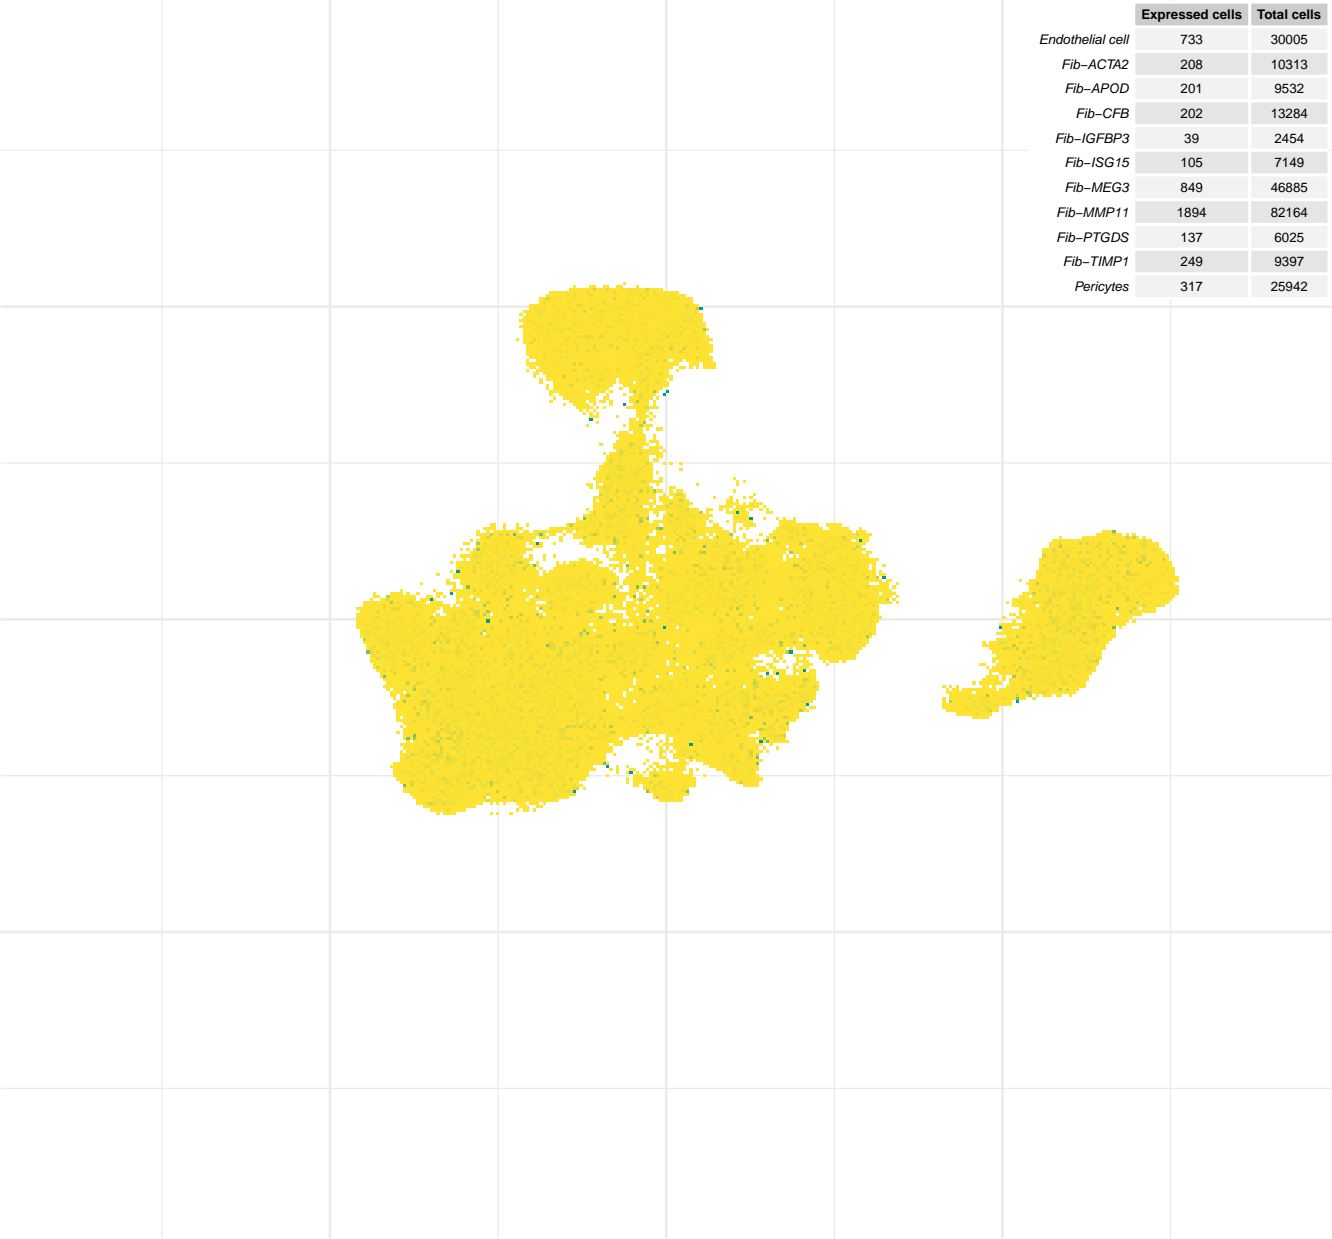 Expressed cells Total cells
Endothelial cell 733 30005
Fib−ACTA2 208 10313
Fib−APOD 201 9532
Fib−CFB 202 13284
Fib−IGFBP3 39 2454
Fib−ISG15 105 7149
Fib−MEG3 849 46885
Fib−MMP11 1894 82164
Fib−PTGDS 137 6025
Fib−TIMP1 249 9397
Pericytes 317 25942